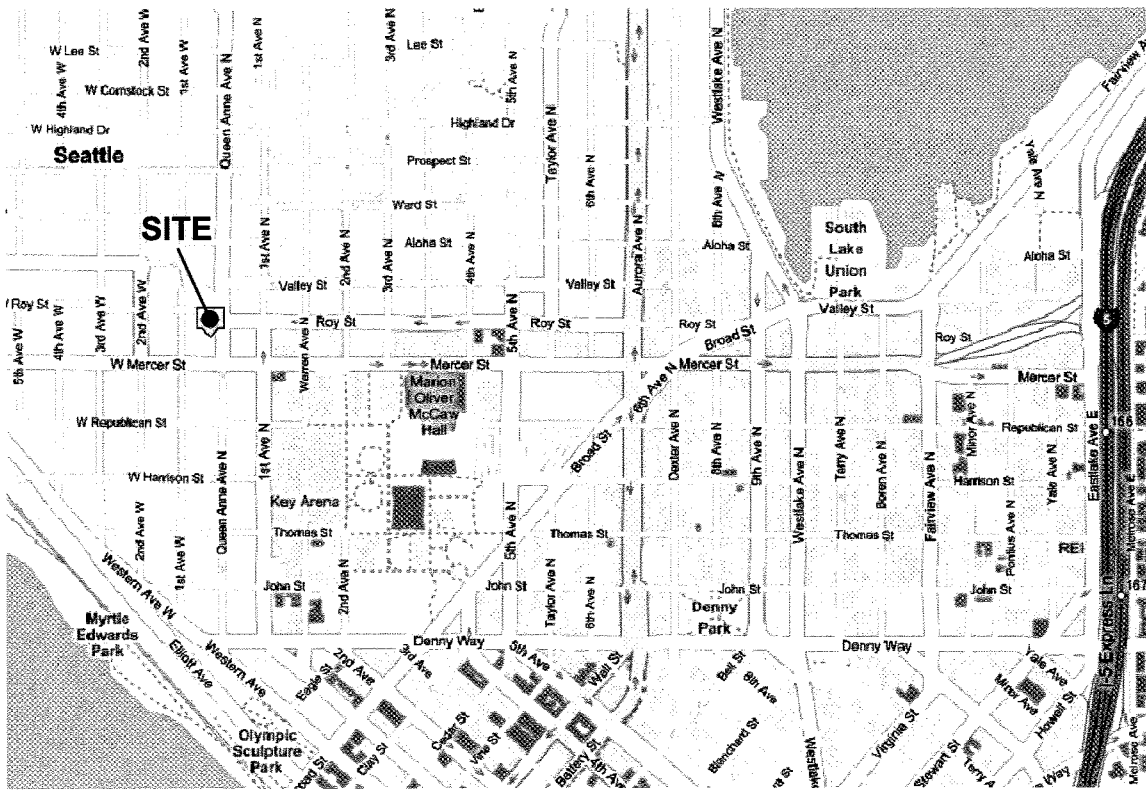 W Lee St
2nd Ave W
1st Ave N
3rd Ave N
Lee St
5th Ave N
Westlake Ave N
Fairview
4th Ave W
W Comstock St
1st Ave W
Queen Anne Ave N
W Highland Dr
Highland Dr
Seattle
Prospect St
Taylor Ave N
6th Ave N
Yale Ave N
Ward St
8th Ave N
SITE
1st Ave N
2nd Ave N
3rd Ave N
Aloha St
4th Ave N
Aurora Ave N
Aloha St
South
Lake
Union
Park
Aloha St
Valley St
Valley St
Valley St
Roy St
5th Ave W
4th Ave W
3rd Ave W
2nd Ave W
Roy St
5th Ave N
Roy St
Roy St
Broad St
Roy St
W Mercer St
Warren Ave N
Mercer St
Mercer St
Mercer St
Marion
Oliver
McCaw
Hall
6th Ave N
W Republican St
Republican St
Minor Ave N
166
Broad St
1st Ave N
Dexter Ave N
8th Ave N
9th Ave N
Westlake Ave N
Terry Ave N
Boren Ave N
Fairview Ave N
Yale Ave N
Eastlake Ave E
W Harrison St
Harrison St
Queen Anne Ave N
Key Arena
2nd Ave W
1st Ave W
Thomas St
5th Ave N
Thomas St
Thomas St
Pontius Ave N
REI
Melrose Ave E
Western Ave W
John St
2nd Ave N
John St
Taylor Ave N
6th Ave N
John St
John St
167
Myrtle
Edwards
Park
Denny
Park
I-5 Express Ln
Elliott Ave
Western Ave
Denny Way
Denny Way
Eagle St
2nd Ave
3rd Ave
5th Ave
Wall St
Bell St
8th Ave
Yale Ave
Minor Ave
Howell St
Olympic
Sculpture
Park
Clay St
Cedar St
Vine St
Battery St
4th Ave
Blanchard St
Westlake
Virginia St
Stewart St
Terry
Way
Melrose Ave